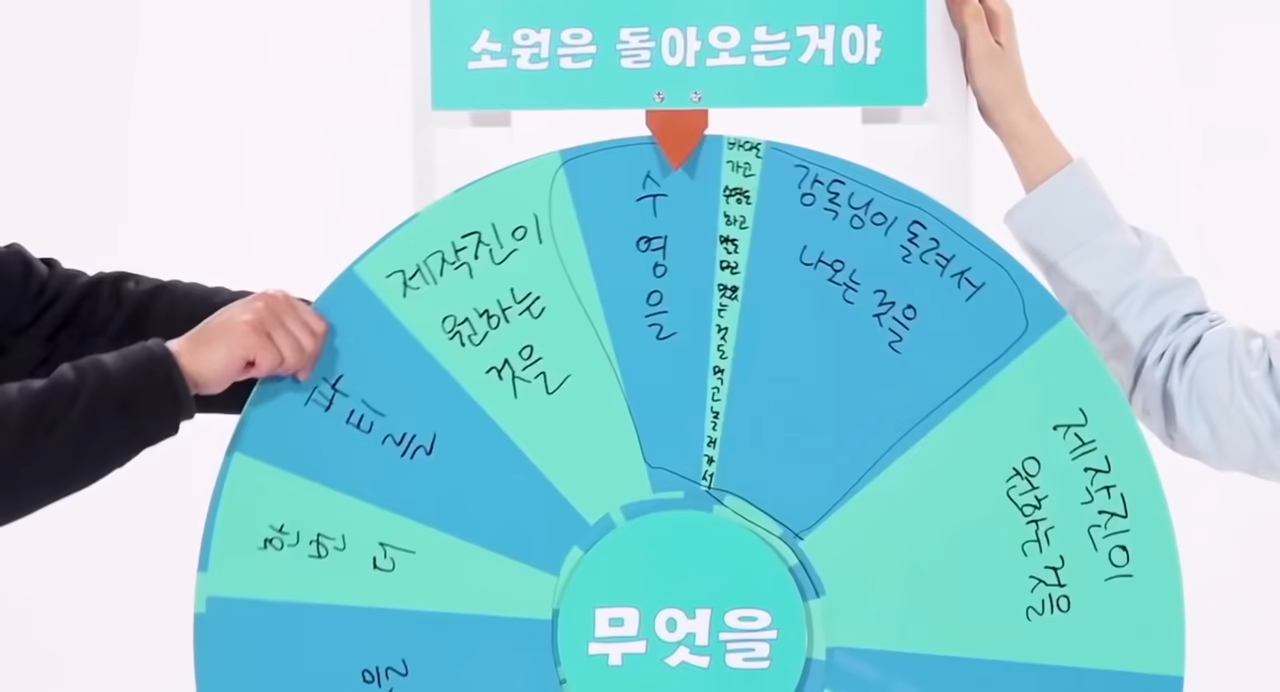 소원은 돌아오는거야
제작진이
원하는
것을
수
영
을
바다도
가고
수영도
하고
맛있
는
것도
먹고놀러가서
감독님이 돌려서
나오는 것을
파티를
한 번 더
제작진이
원하는 것을
무엇을
을